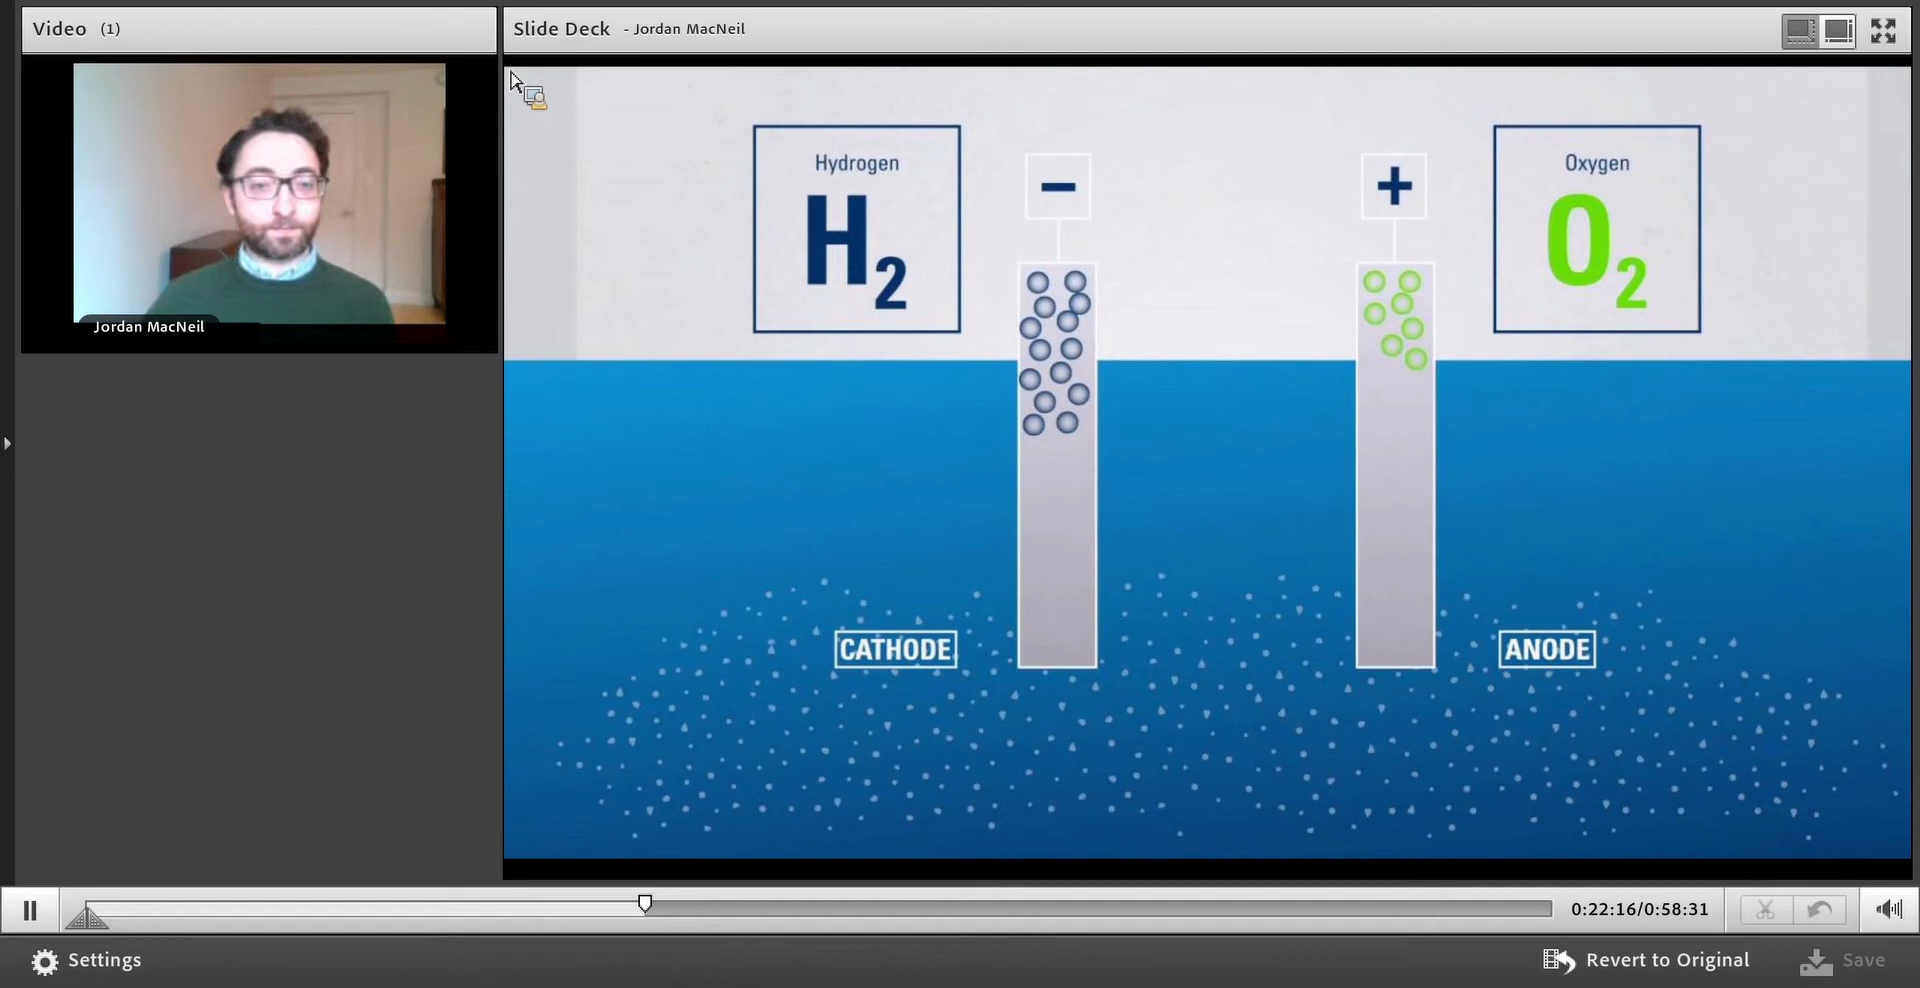 Video (1)
Slide Deck - Jordan MacNeil
Jordan MacNeil
Hydrogen
H2
−
+
Oxygen
O2
CATHODE
ANODE
0:22:16/0:58:31
Settings
Revert to Original
Save